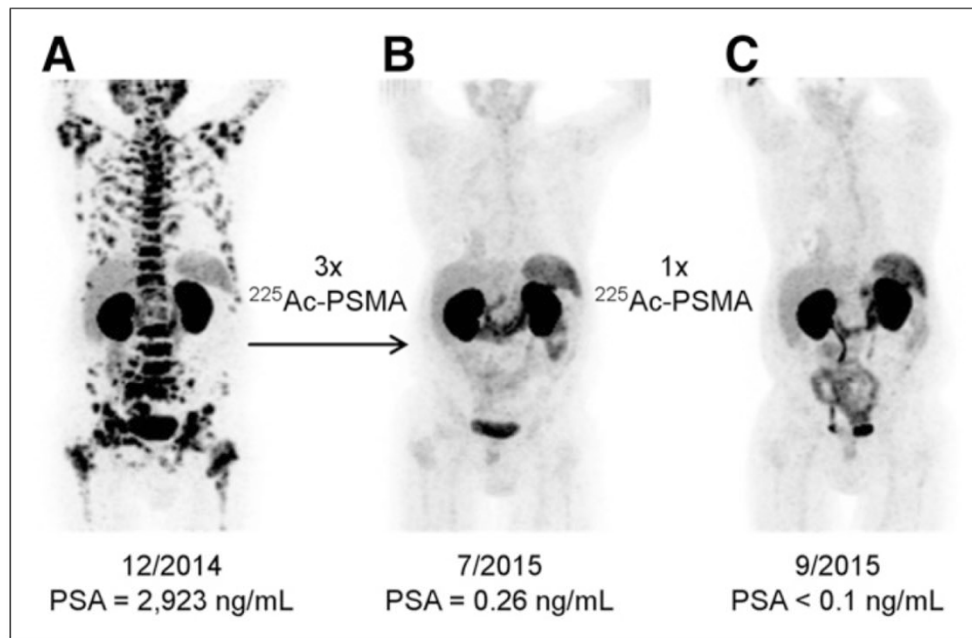 A
B
C
3x
²²⁵Ac-PSMA
1x
²²⁵Ac-PSMA
12/2014
PSA = 2,923 ng/mL
7/2015
PSA = 0.26 ng/mL
9/2015
PSA < 0.1 ng/mL